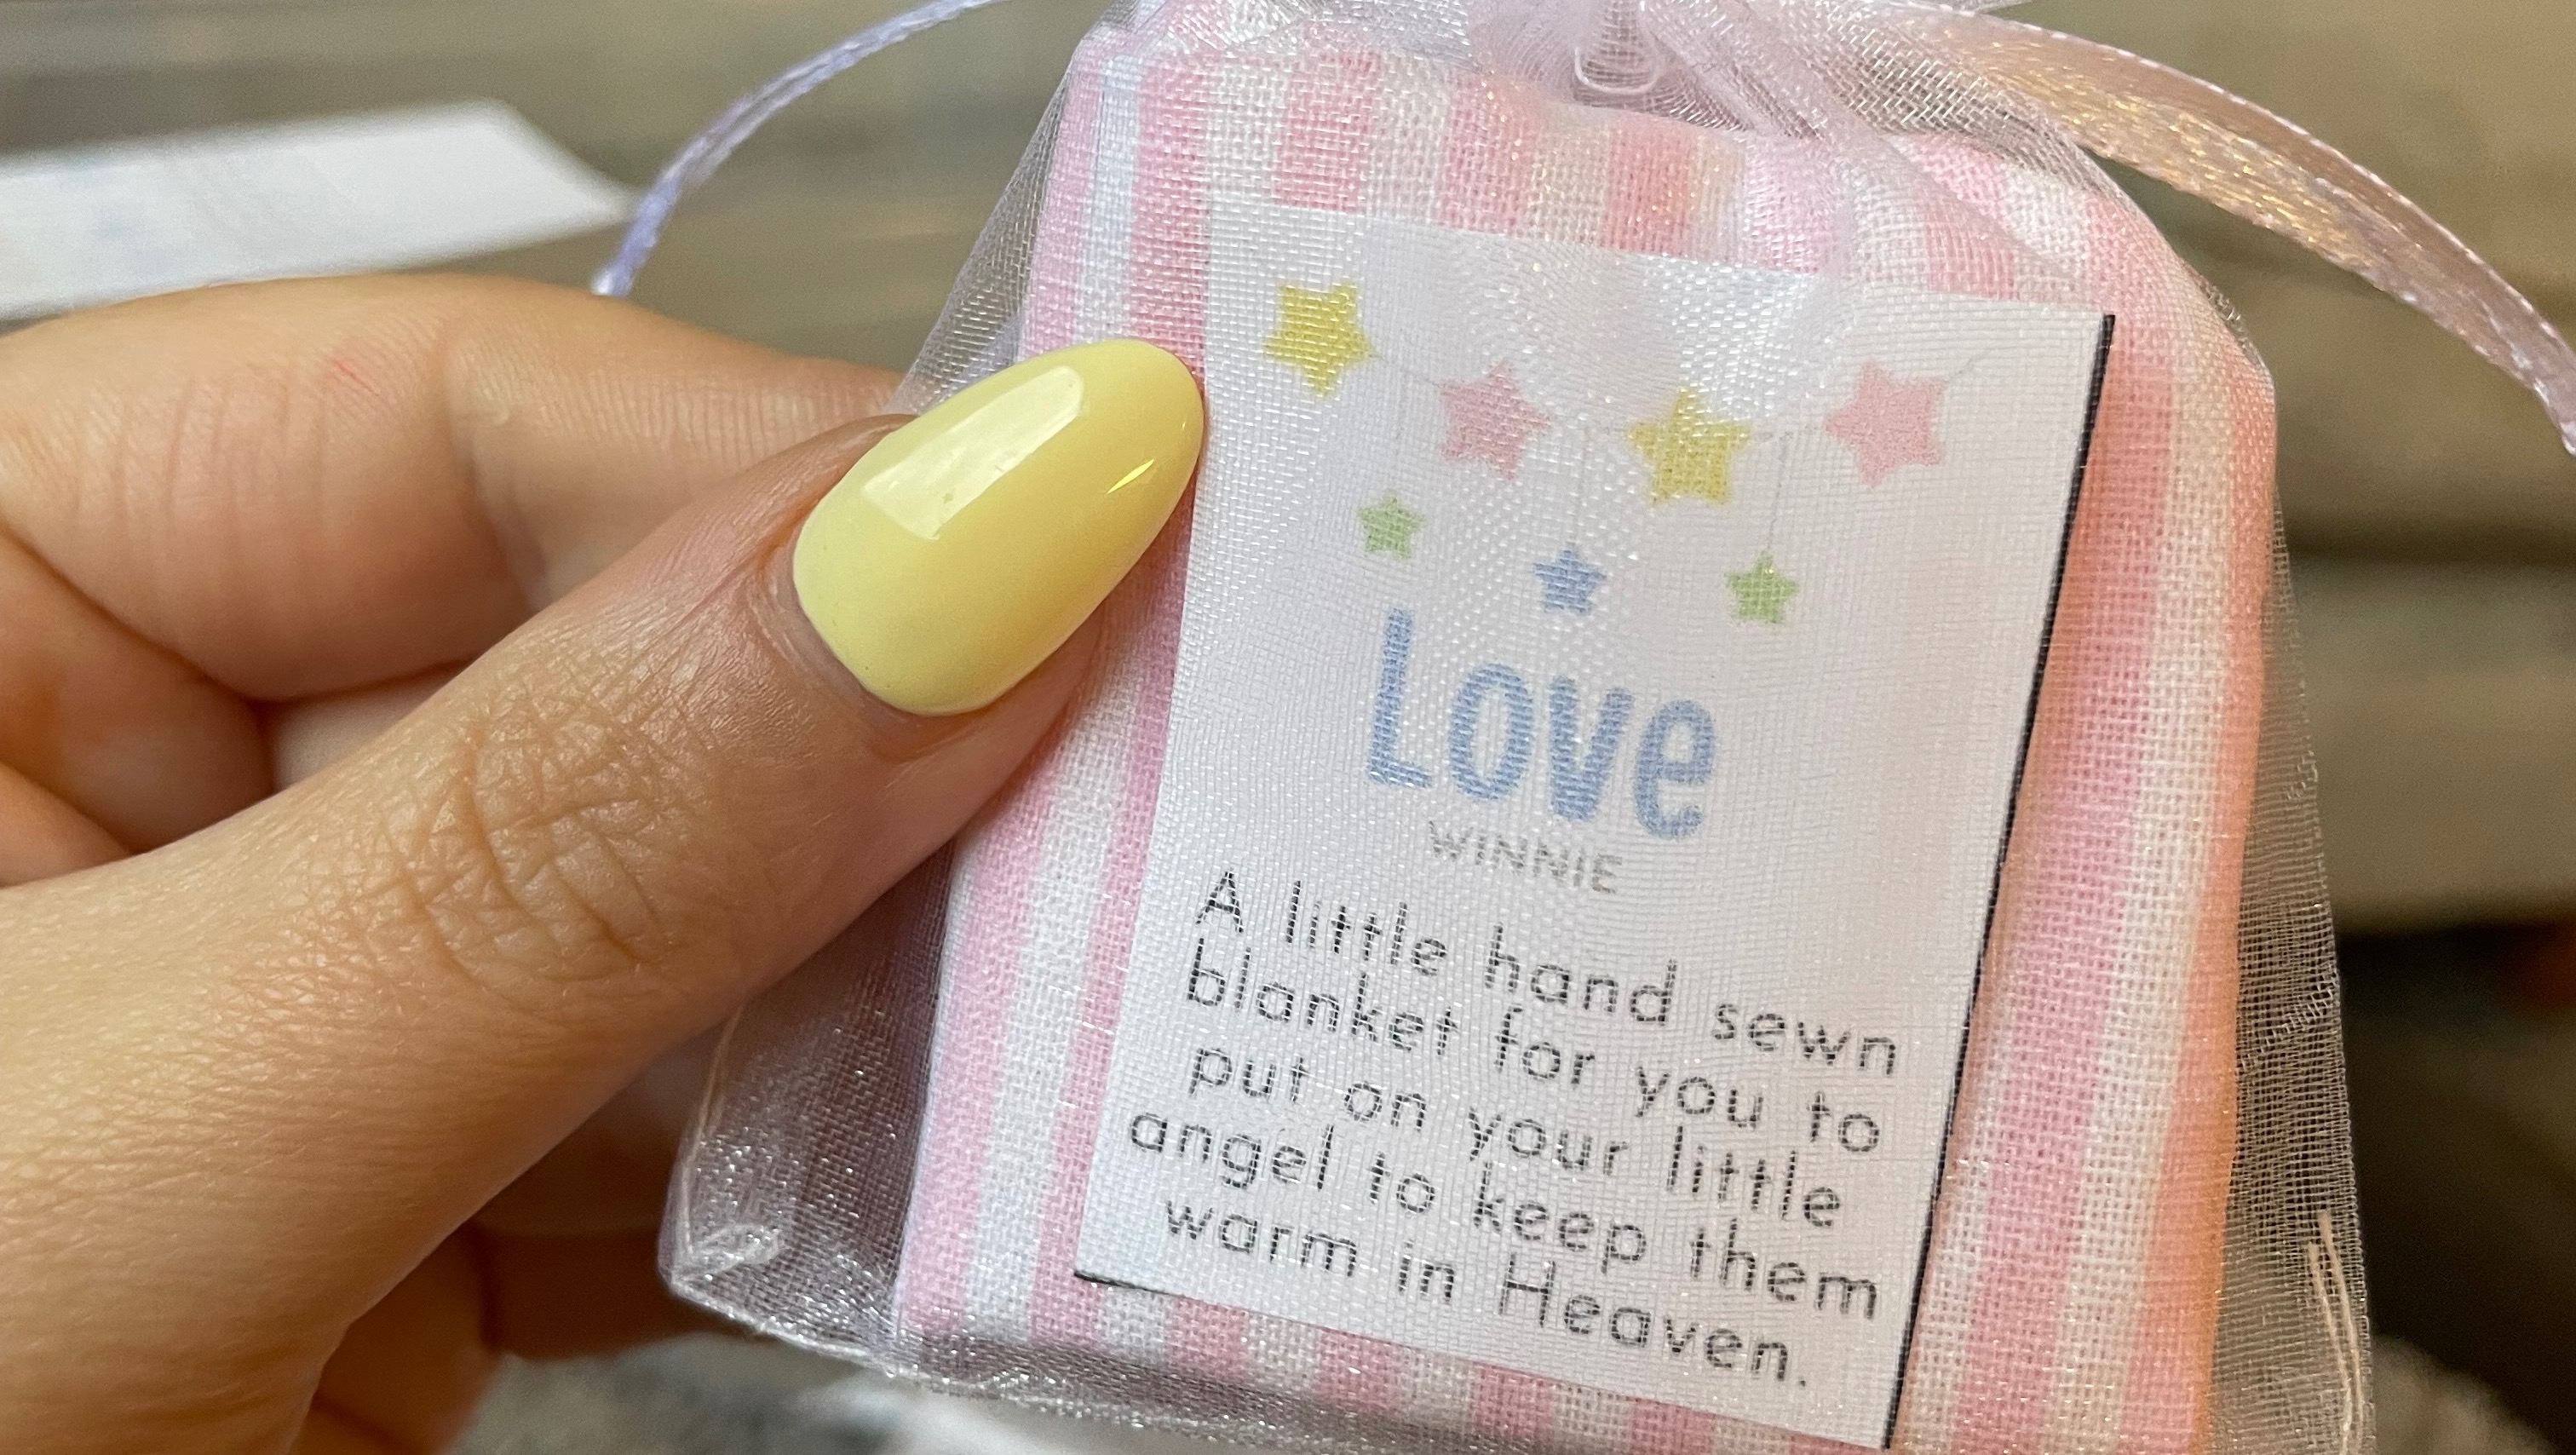 Love
WINNIE
A little hand sewn
blanket for you to
put on your little
angel to keep them
warm in Heaven.